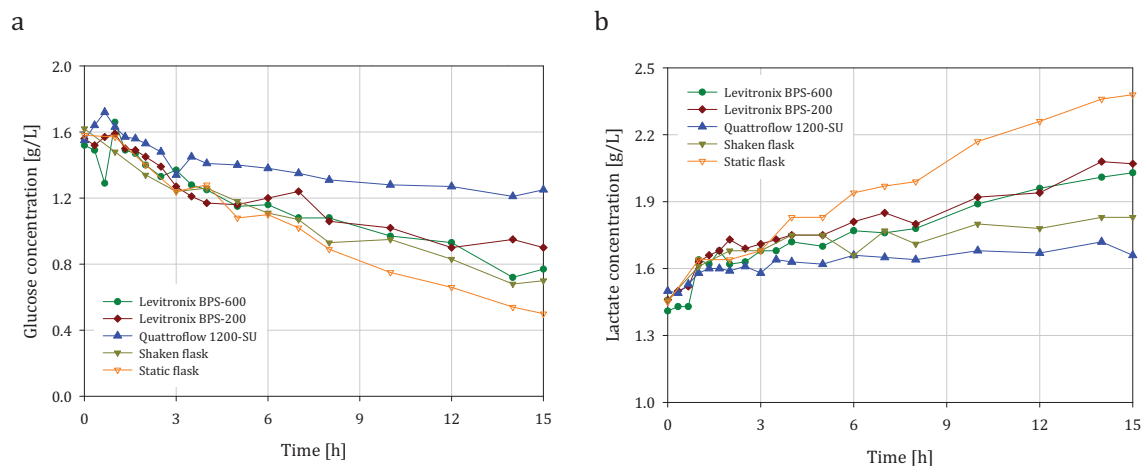 a
2.0
1.6
1.2
0.8
0.4
0.0
Glucose concentration [g/L]
Levitronix BPS-600
Levitronix BPS-200
Quattroflow 1200-SU
Shaken flask
Static flask
0 3 6 9 12 15
Time [h]
b
2.5
2.2
1.9
1.6
1.3
1.0
Lactate concentration [g/L]
Levitronix BPS-600
Levitronix BPS-200
Quattroflow 1200-SU
Shaken flask
Static flask
0 3 6 9 12 15
Time [h]